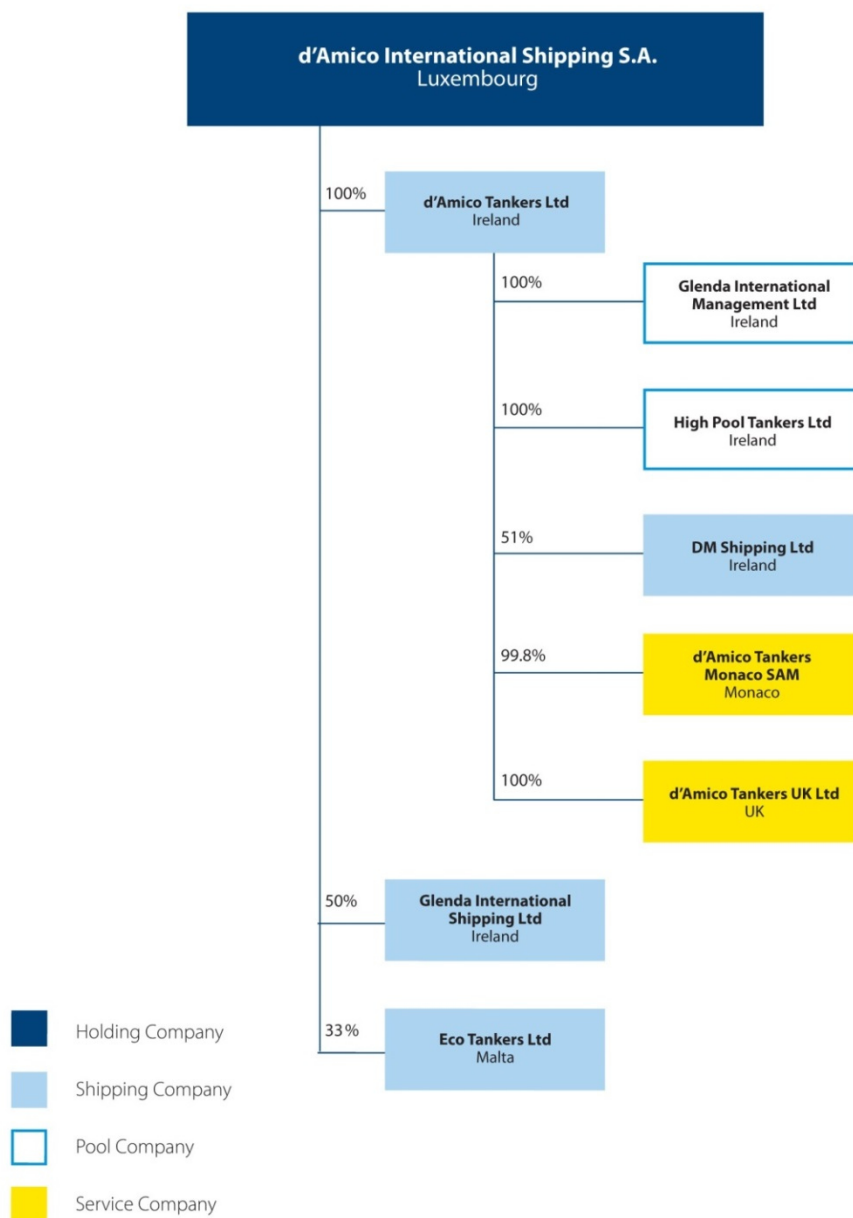 d’Amico International Shipping S.A.
Luxembourg
100%
d’Amico Tankers Ltd
Ireland
100%
Glenda International
Management Ltd
Ireland
100%
High Pool Tankers Ltd
Ireland
51%
DM Shipping Ltd
Ireland
99.8%
d’Amico Tankers
Monaco SAM
Monaco
100%
d’Amico Tankers UK Ltd
UK
50%
Glenda International
Shipping Ltd
Ireland
33%
Eco Tankers Ltd
Malta
Holding Company
Shipping Company
Pool Company
Service Company